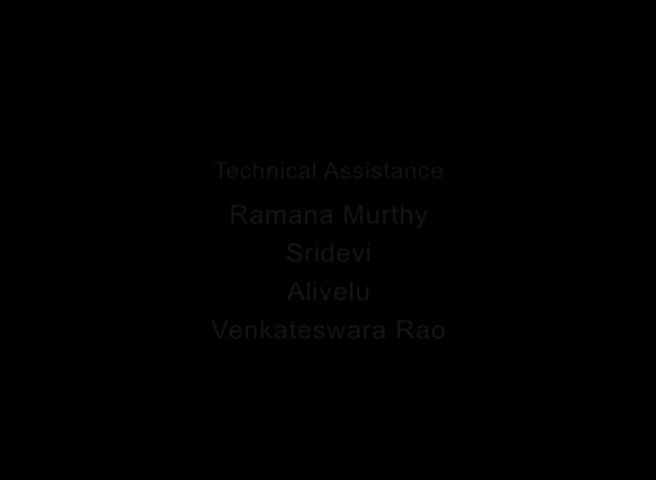 Technical Assistance
Ramana Murthy
Sridevi
Alivelu
Venkateswara Rao